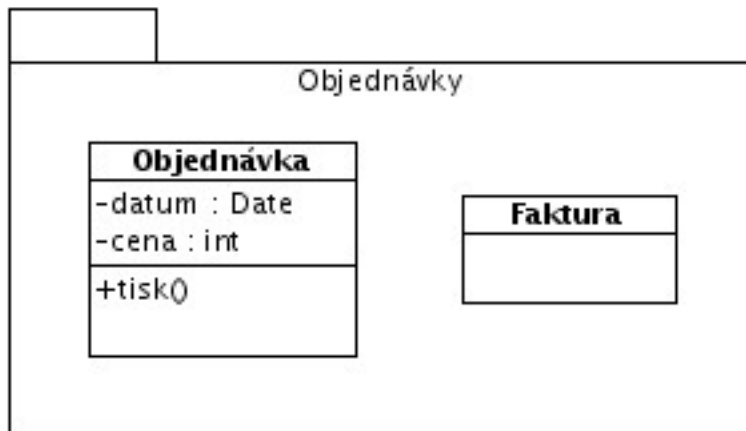 Objednávky
Objednávka
-datum : Date
-cena : int
+tisk()
Faktura